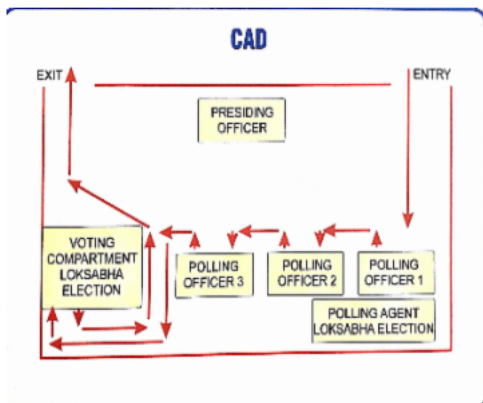 CAD
EXIT
ENTRY
PRESIDING
OFFICER
VOTING
COMPARTMENT
LOKSABHA
ELECTION
POLLING
OFFICER 3
POLLING
OFFICER 2
POLLING
OFFICER 1
POLLING AGENT
LOKSABHA ELECTION